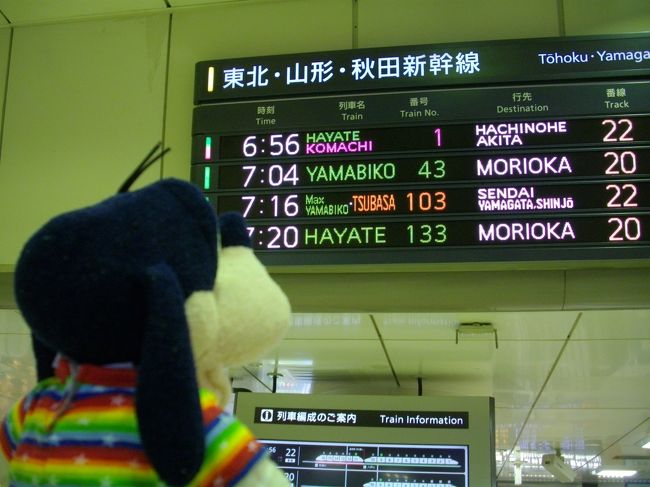 東北・山形・秋田新幹線 Tōhoku・Yamaga
時刻 列車名 番号 行先 番線
Time Train Train No. Destination Track
6:56 HAYATE KOMACHI 1 HACHINOHE AKITA 22
7:04 YAMABIKO 43 MORIOKA 20
7:16 Max YAMABIKO・TSUBASA 103 SENDAI YAMAGATA.SHINJŌ 22
7:20 HAYATE 133 MORIOKA 20
列車編成のご案内 Train Information
22
20